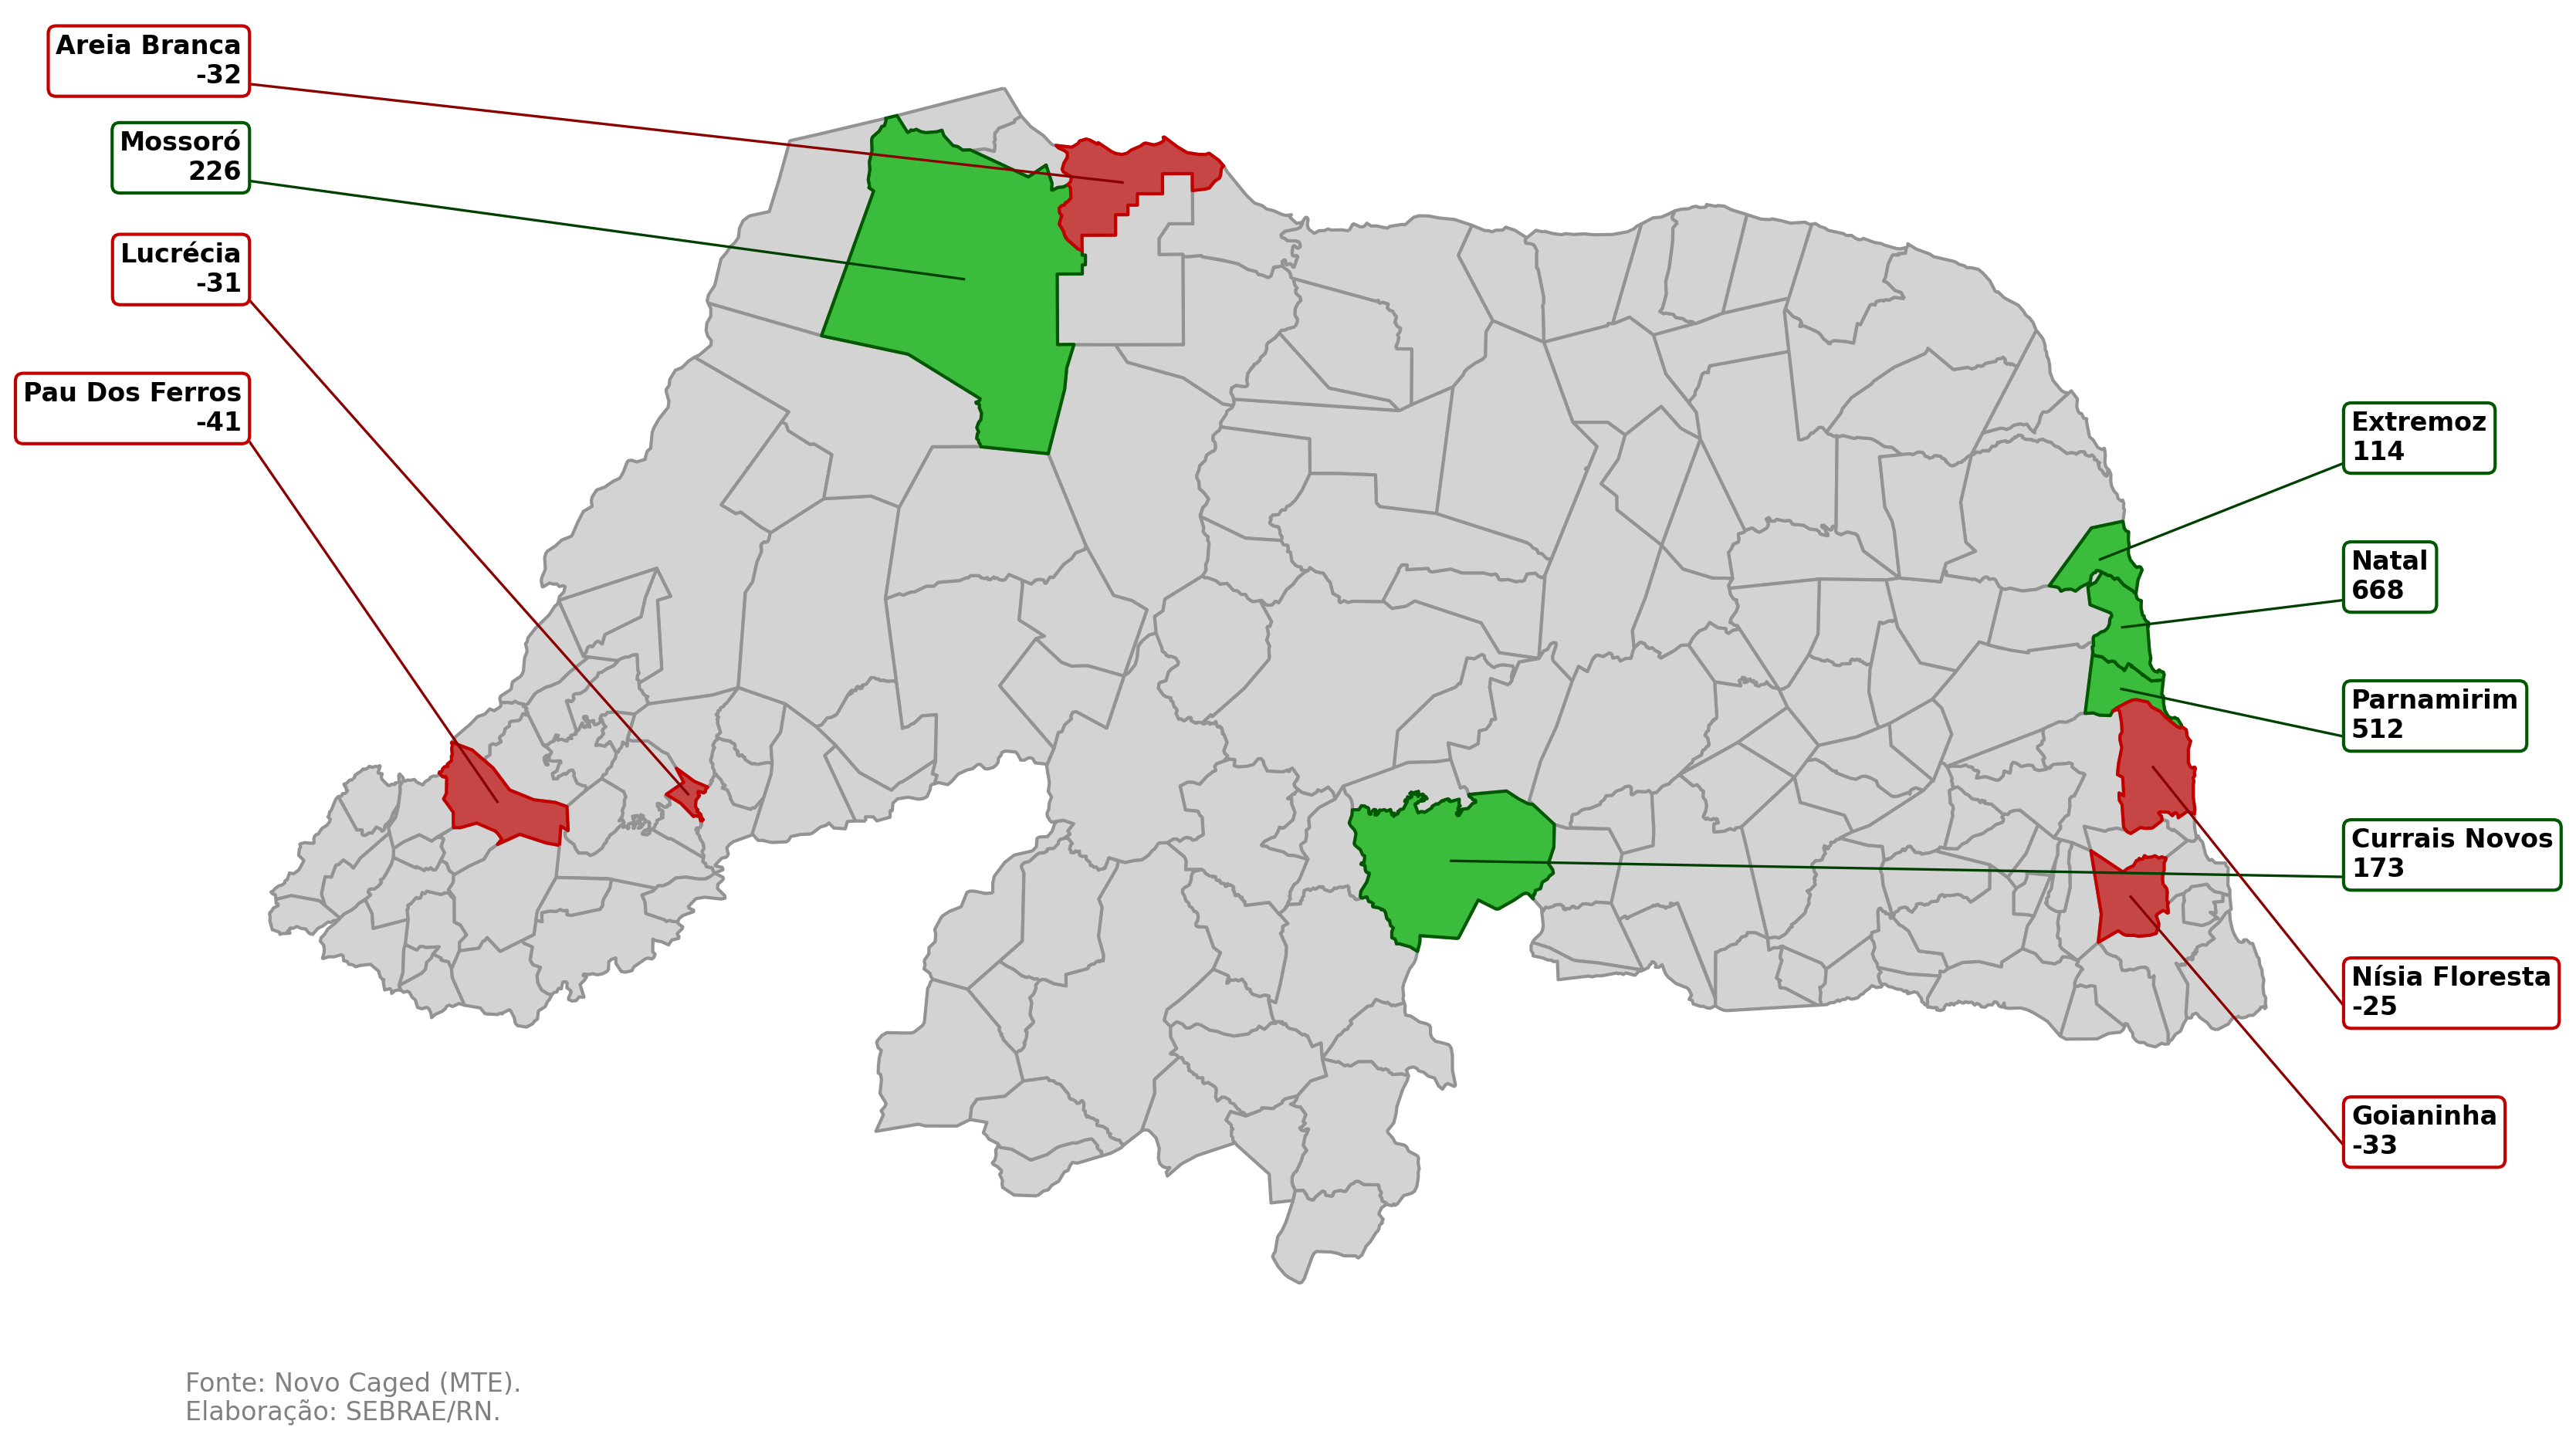 Areia Branca
-32
Mossoró
226
Lucrécia
-31
Pau Dos Ferros
-41
Extremoz
114
Natal
668
Parnamirim
512
Currais Novos
173
Nísia Floresta
-25
Goianinha
-33
Fonte: Novo Caged (MTE).
Elaboração: SEBRAE/RN.